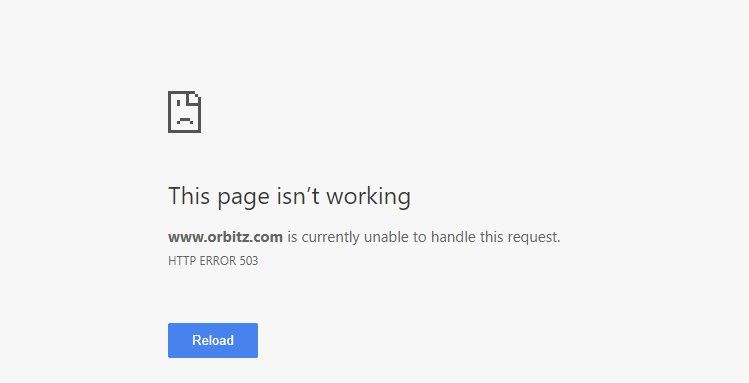 This page isn’t working
www.orbitz.com is currently unable to handle this request.
HTTP ERROR 503
Reload